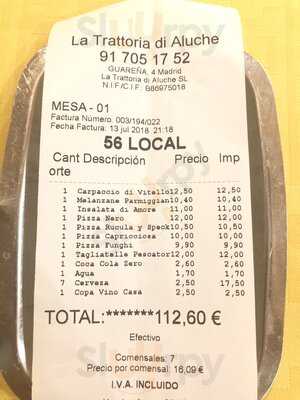 La Trattoria di Aluche
91 705 17 52
GUAREÑA, 4 Madrid
La Trattoria di Aluche SL
N.I.F/C.I.F: B86975018
MESA - 01
Factura Número: 003/194/022
Fecha Factura: 13 jul 2018 21:18
56 LOCAL
Cant Descripción Precio Imp
orte
1 Carpaccio di Vitello 12,50 12,50
1 Melanzane Parmiggian 10,40 10,40
1 Insalata di Amore 11,00 11,00
1 Pizza Nero 12,00 12,00
1 Pizza Rucula y Speck 10,50 10,50
1 Pizza Capricciosa 10,00 10,00
1 Pizza Funghi 9,90 9,90
1 Tagliatelle Pescator 12,00 12,00
1 Coca Cola Zero 2,60 2,60
1 Agua 1,70 1,70
7 Cerveza 2,50 17,50
1 Copa Vino Casa 2,50 2,50
TOTAL:*******112,60 €
Efectivo
Comensales: 7
Precio por comensal: 16,09 €
I.V.A. INCLUIDO